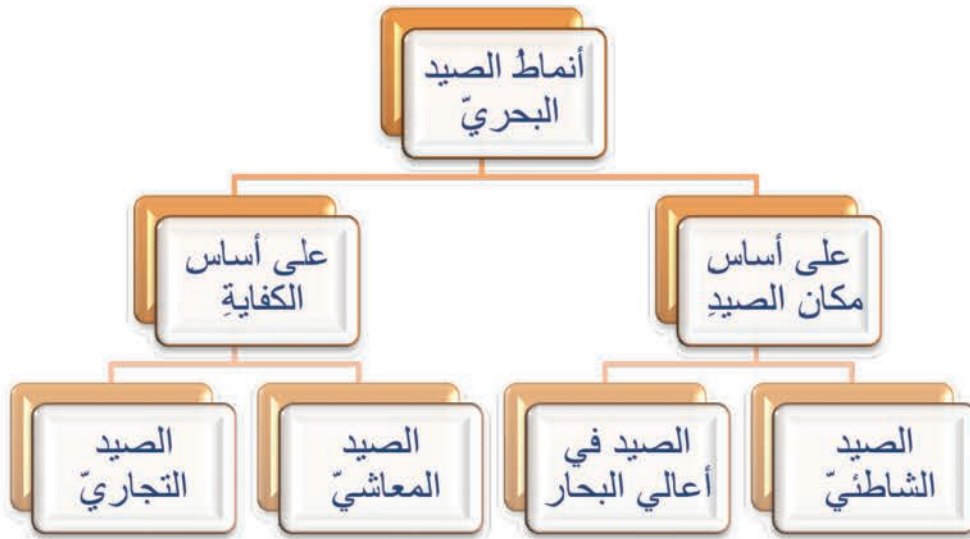 أنماطُ الصيد
البحريّ
على أساس
مكان الصيدِ
على أساس
الكفايةِ
الصيد
الشاطئيّ
الصيد في
أعالي البحار
الصيد
المعاشيّ
الصيد
التجاريّ